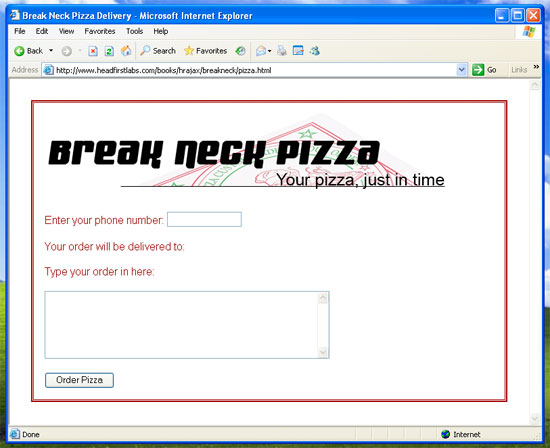 Break Neck Pizza Delivery - Microsoft Internet Explorer
File Edit View Favorites Tools Help
Back Search Favorites
Address http://www.headfirstlabs.com/books/hrajax/breakneck/pizza.html Go Links »
Break Neck Pizza
Your pizza, just in time
Enter your phone number:
Your order will be delivered to:
Type your order in here:
Order Pizza
Done Internet